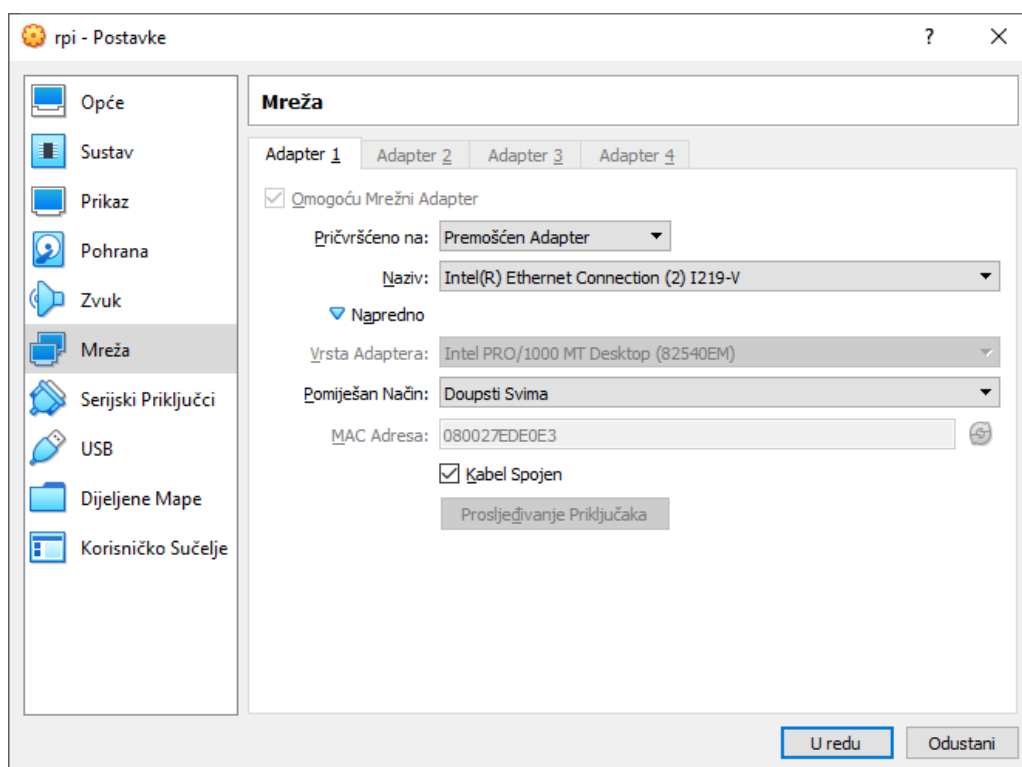 rpi - Postavke
?
Opće
Sustav
Prikaz
Pohrana
Zvuk
Mreža
Serijski Priključci
USB
Dijeljene Mape
Korisničko Sučelje
Mreža
Adapter 1 Adapter 2 Adapter 3 Adapter 4
Omogoću Mrežni Adapter
Pričvršćeno na: Premošćen Adapter
Naziv: Intel(R) Ethernet Connection (2) I219-V
Napredno
Vrsta Adaptera: Intel PRO/1000 MT Desktop (82540EM)
Pomiješan Način: Doupsti Svima
MAC Adresa: 080027EDE0E3
Kabel Spojen
Prosljeđivanje Priključaka
U redu Odustani